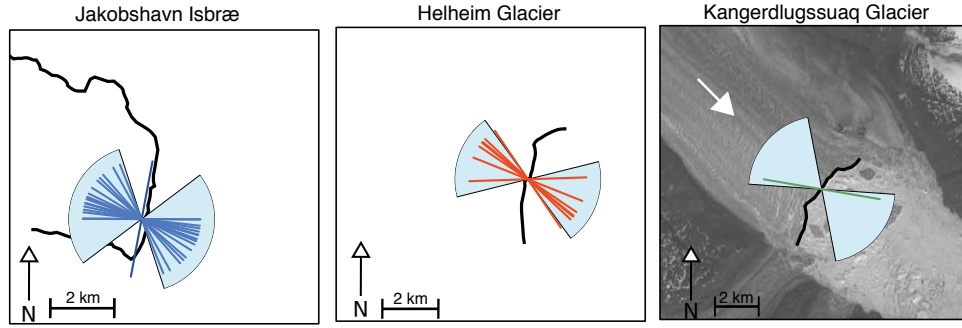 Jakobshavn Isbræ
Helheim Glacier
Kangerdlugssuaq Glacier
N
2 km
N
2 km
N
2 km